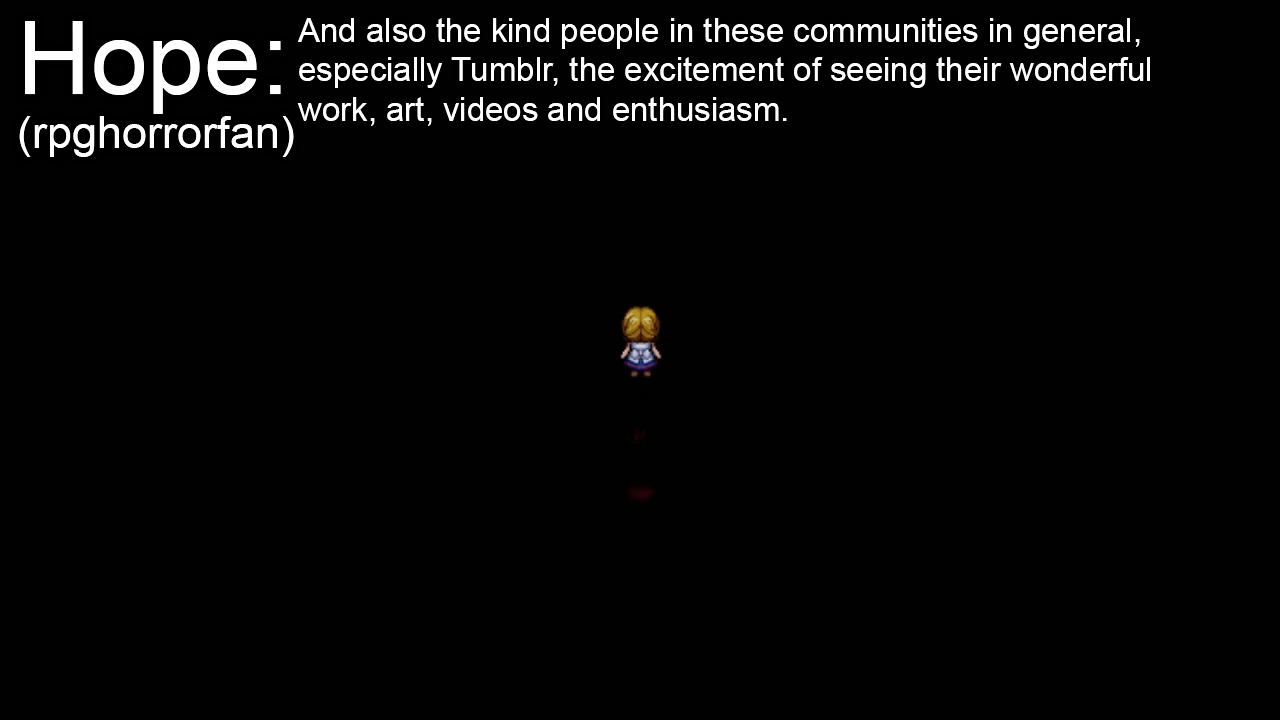 Hope:
(rpghorrorfan)
And also the kind people in these communities in general,
especially Tumblr, the excitement of seeing their wonderful
work, art, videos and enthusiasm.